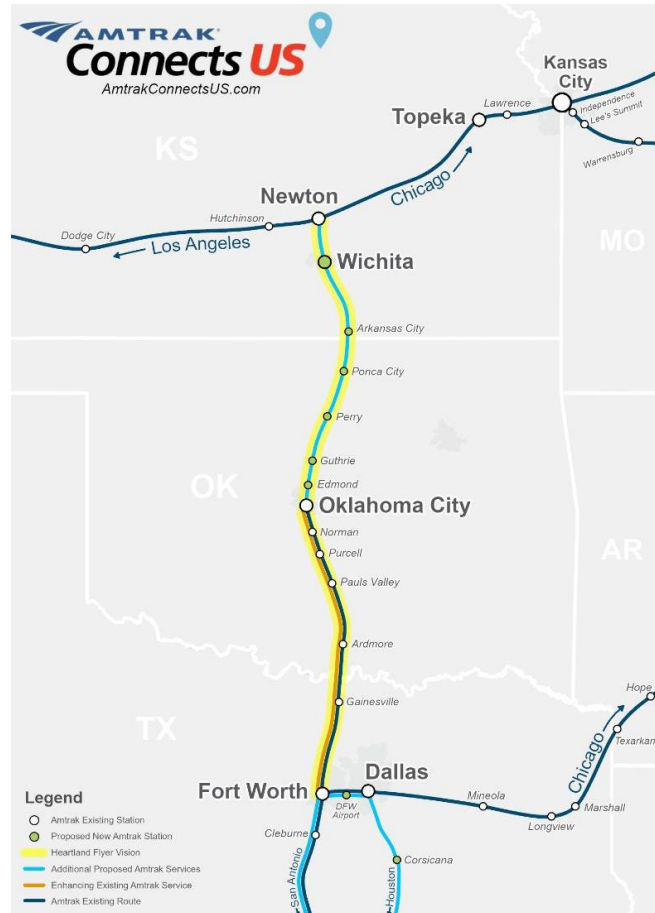 AMTRAK
Connects US
AmtrakConnectsUS.com
Kansas
City
Independence
Lee's Summit
Warrensburg
Lawrence
Topeka
KS
Chicago
Newton
Hutchinson
Dodge City
Los Angeles
MO
Wichita
Arkansas City
Ponca City
Perry
Guthrie
OK
Edmond
Oklahoma City
Norman
Purcell
AR
Pauls Valley
Ardmore
Gainesville
TX
Hope
Texarkan
Chicago
Dallas
Fort Worth
DFW
Airport
Mineola
Marshall
Longview
Cleburne
Corsicana
San Antonio
Houston
Legend
Amtrak Existing Station
Proposed New Amtrak Station
Heartland Flyer Vision
Additional Proposed Amtrak Services
Enhancing Existing Amtrak Service
Amtrak Existing Route